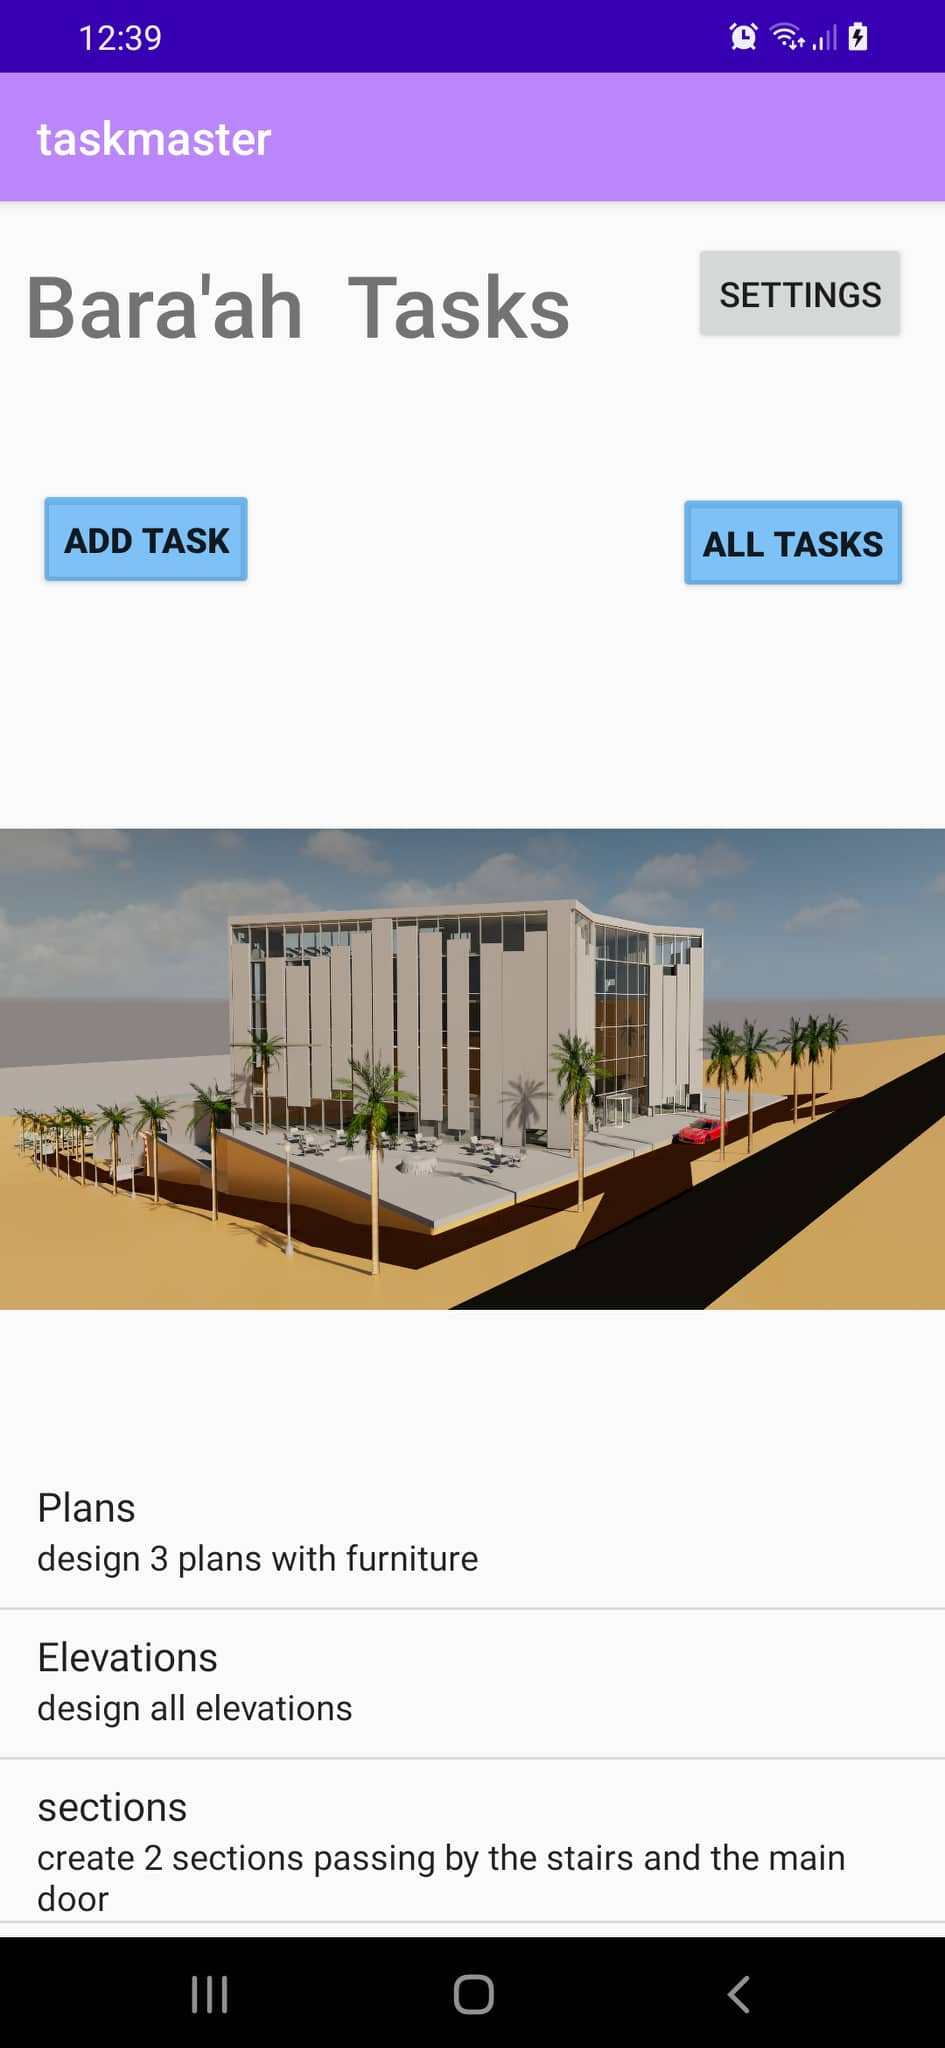 12:39
taskmaster
Bara'ah Tasks
SETTINGS
ADD TASK
ALL TASKS
Plans
design 3 plans with furniture
Elevations
design all elevations
sections
create 2 sections passing by the stairs and the main
door